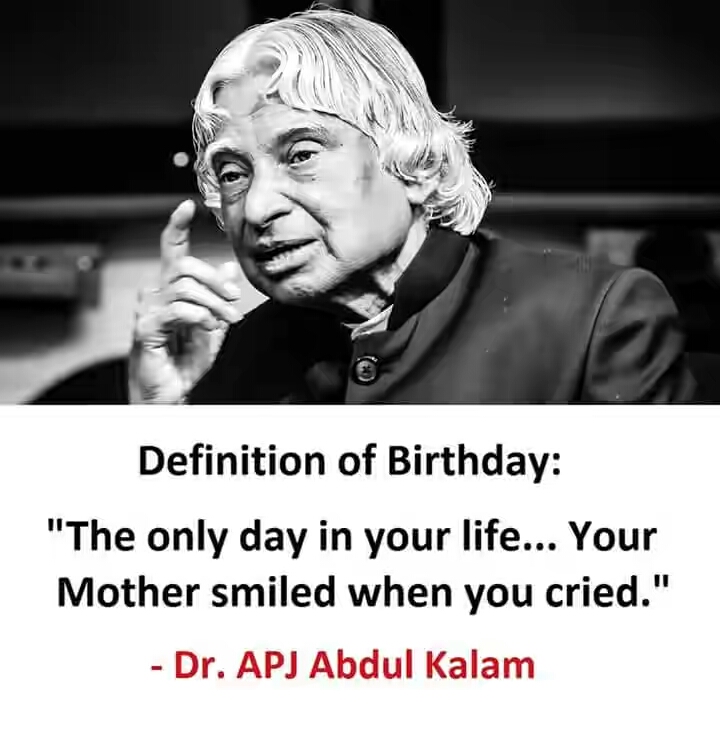 Definition of Birthday:
"The only day in your life... Your
Mother smiled when you cried."
- Dr. APJ Abdul Kalam